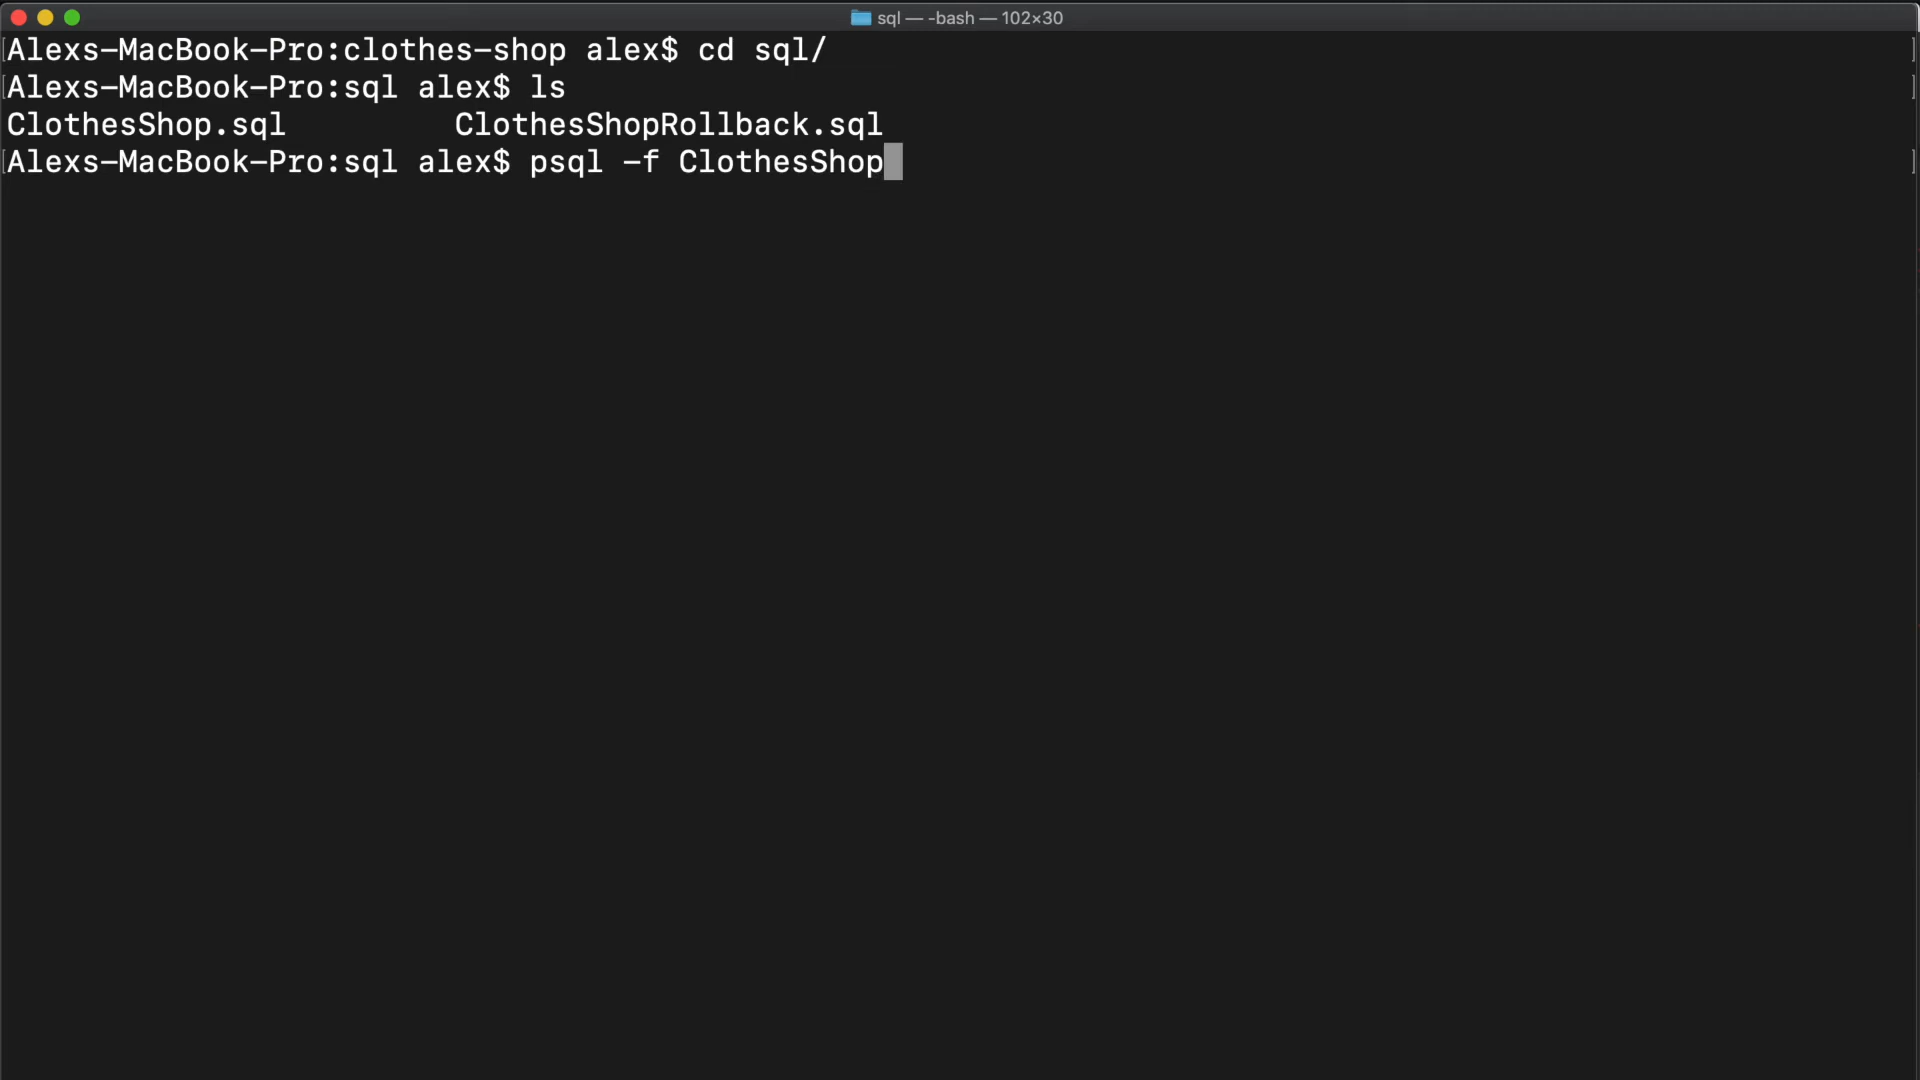 sql — -bash — 102×30
[Alexs-MacBook-Pro:clothes-shop alex$ cd sql/ ]
[Alexs-MacBook-Pro:sql alex$ ls ]
ClothesShop.sql         ClothesShopRollback.sql
[Alexs-MacBook-Pro:sql alex$ psql -f ClothesShop ]